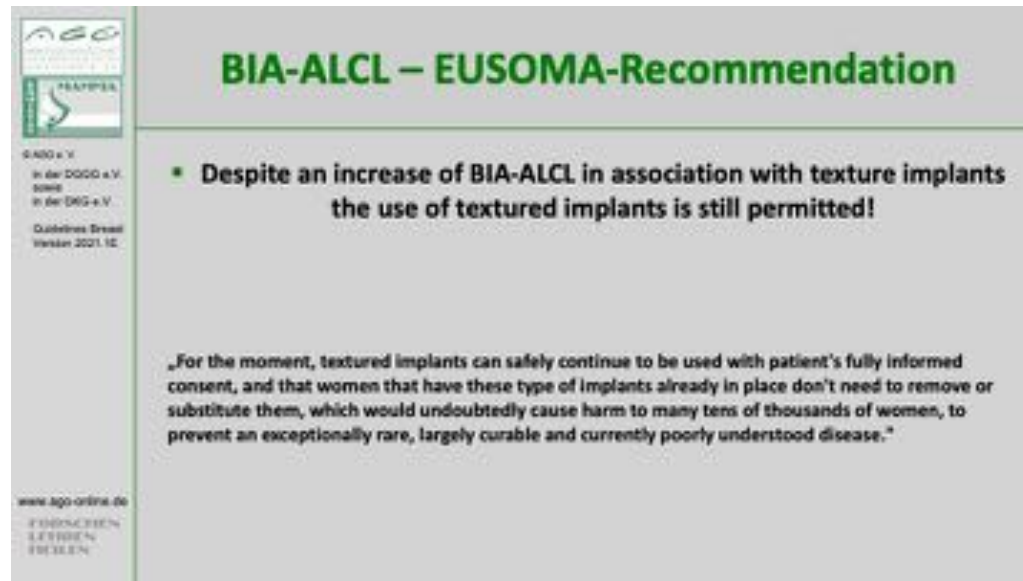 AGO
BIA-ALCL – EUSOMA-Recommendation
MAMMA
© AGO e. V.
in der DGGG e.V.
sowie
in der DKG e.V.
Guidelines Breast
Version 2021.1E
▪ Despite an increase of BIA-ALCL in association with texture implants
the use of textured implants is still permitted!
„For the moment, textured implants can safely continue to be used with patient's fully informed
consent, and that women that have these type of implants already in place don't need to remove or
substitute them, which would undoubtedly cause harm to many tens of thousands of women, to
prevent an exceptionally rare, largely curable and currently poorly understood disease."
www.ago-online.de
FORSCHEN
LEHREN
HEILEN